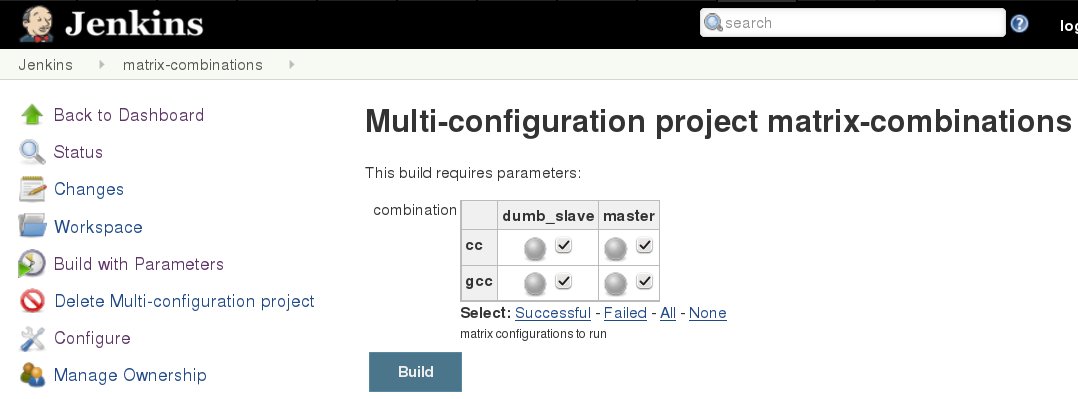 Jenkins
search
?
log
Jenkins matrix-combinations
Back to Dashboard
Status
Changes
Workspace
Build with Parameters
Delete Multi-configuration project
Configure
Manage Ownership
Multi-configuration project matrix-combinations
This build requires parameters:
combination
dumb_slave master
cc
gcc
Select: Successful - Failed - All - None
matrix configurations to run
Build